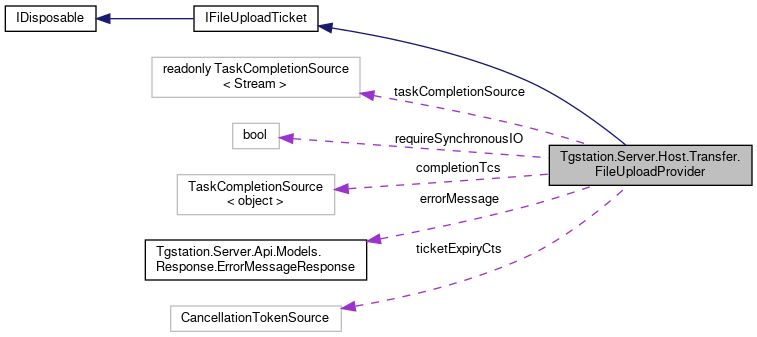 IDisposable
IFileUploadTicket
readonly TaskCompletionSource
< Stream >
taskCompletionSource
bool
requireSynchronousIO
Tgstation.Server.Host.Transfer.
FileUploadProvider
TaskCompletionSource
< object >
completionTcs
errorMessage
Tgstation.Server.Api.Models.
Response.ErrorMessageResponse
ticketExpiryCts
CancellationTokenSource